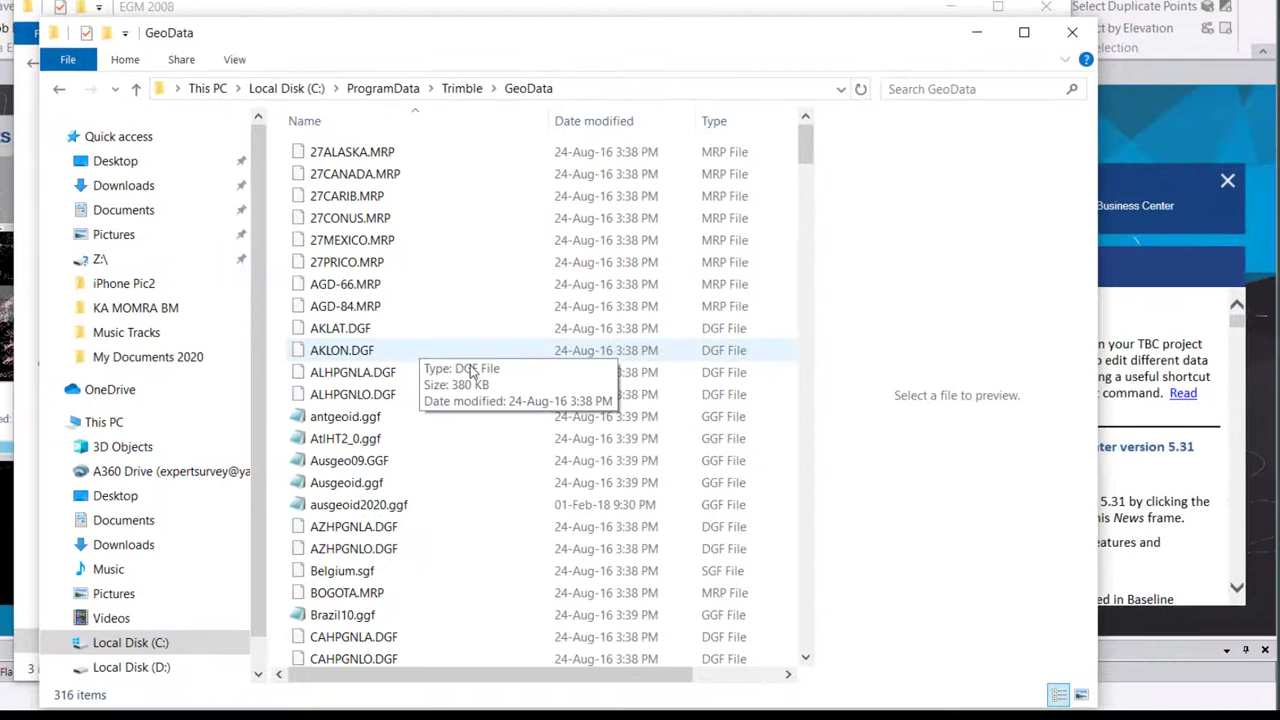 EGM 2008
Select Duplicate Points
ct by Elevation
election
GeoData
File Home Share View
This PC Local Disk (C:) ProgramData Trimble GeoData
Search GeoData
Name Date modified Type
27ALASKA.MRP 24-Aug-16 3:38 PM MRP File
27CANADA.MRP 24-Aug-16 3:38 PM MRP File
27CARIB.MRP 24-Aug-16 3:38 PM MRP File
27CONUS.MRP 24-Aug-16 3:38 PM MRP File
27MEXICO.MRP 24-Aug-16 3:38 PM MRP File
27PRICO.MRP 24-Aug-16 3:38 PM MRP File
AGD-66.MRP 24-Aug-16 3:38 PM MRP File
AGD-84.MRP 24-Aug-16 3:38 PM MRP File
AKLAT.DGF 24-Aug-16 3:38 PM DGF File
AKLON.DGF 24-Aug-16 3:38 PM DGF File
ALHPGNLA.DGF 3:38 PM DGF File
ALHPGNLO.DGF 3:38 PM DGF File
antgeoid.ggf 24-Aug-16 3:39 PM GGF File
AtlHT2_0.ggf 24-Aug-16 3:39 PM GGF File
Ausgeo09.GGF 24-Aug-16 3:39 PM GGF File
Ausgeoid.ggf 24-Aug-16 3:39 PM GGF File
ausgeoid2020.ggf 01-Feb-18 9:30 PM GGF File
AZHPGNLA.DGF 24-Aug-16 3:38 PM DGF File
AZHPGNLO.DGF 24-Aug-16 3:38 PM DGF File
Belgium.sgf 24-Aug-16 3:38 PM SGF File
BOGOTA.MRP 24-Aug-16 3:38 PM MRP File
Brazil10.ggf 24-Aug-16 3:39 PM GGF File
CAHPGNLA.DGF 24-Aug-16 3:38 PM DGF File
CAHPGNLO.DGF 24-Aug-16 3:38 PM DGF File
Type: DGF File
Size: 380 KB
Date modified: 24-Aug-16 3:38 PM
Quick access
Desktop
Downloads
Documents
Pictures
Z:\
iPhone Pic2
KA MOMRA BM
Music Tracks
My Documents 2020
OneDrive
This PC
3D Objects
A360 Drive (expertsurvey@ya
Desktop
Documents
Downloads
Music
Pictures
Videos
Local Disk (C:)
Local Disk (D:)
316 items
Select a file to preview.
Business Center
on in your TBC project
to edit different data
ing a useful shortcut
t command. Read
nter version 5.31
5.31 by clicking the
his News frame.
eatures and
ed in Baseline